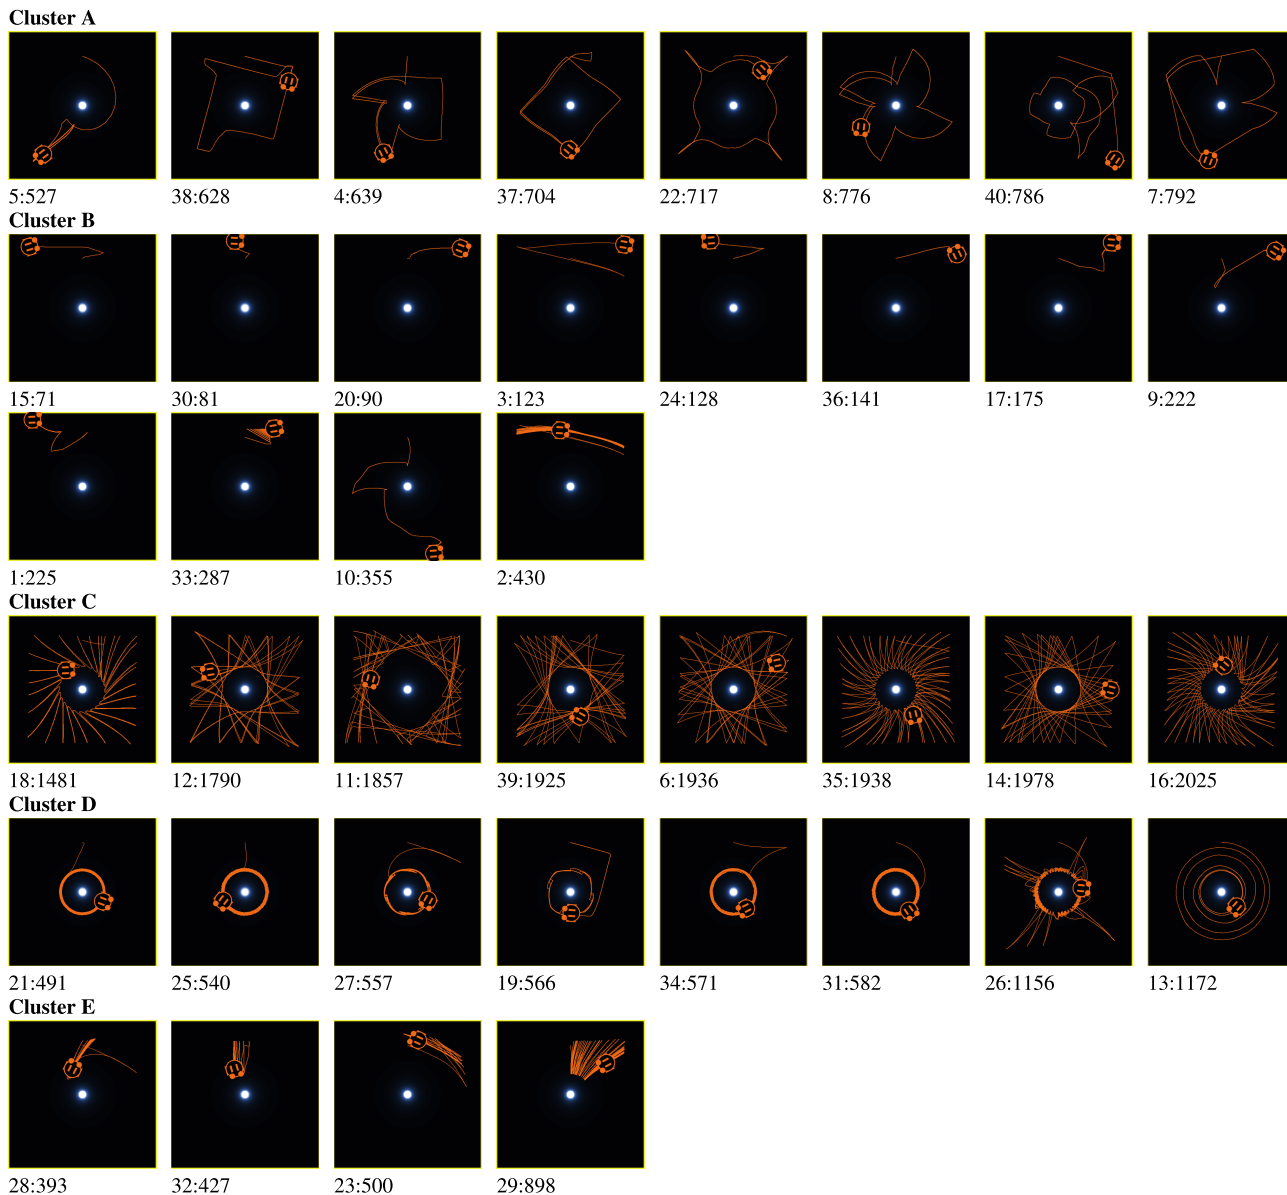 Cluster A
5:527 38:628 4:639 37:704 22:717 8:776 40:786 7:792
Cluster B
15:71 30:81 20:90 3:123 24:128 36:141 17:175 9:222
1:225 33:287 10:355 2:430
Cluster C
18:1481 12:1790 11:1857 39:1925 6:1936 35:1938 14:1978 16:2025
Cluster D
21:491 25:540 27:557 19:566 34:571 31:582 26:1156 13:1172
Cluster E
28:393 32:427 23:500 29:898